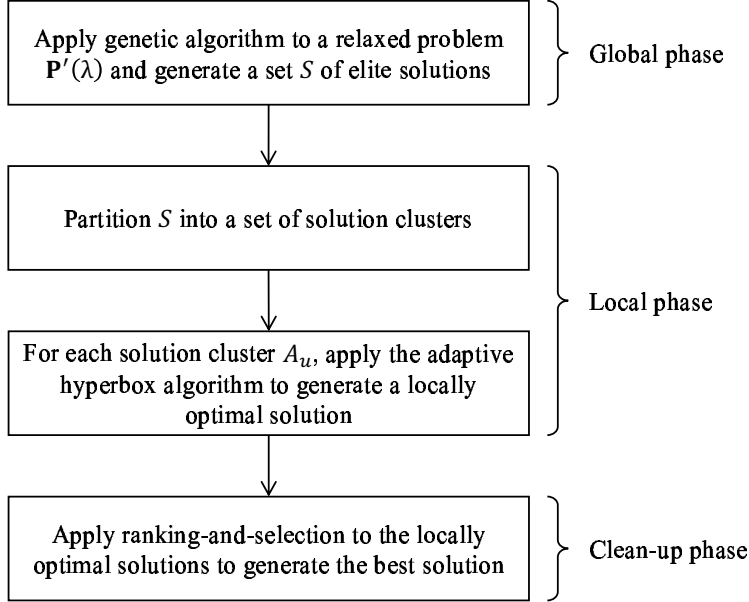 Apply genetic algorithm to a relaxed problem
P′(λ) and generate a set S of elite solutions
Global phase
Partition S into a set of solution clusters
For each solution cluster Aᵤ, apply the adaptive
hyperbox algorithm to generate a locally
optimal solution
Local phase
Apply ranking-and-selection to the locally
optimal solutions to generate the best solution
Clean-up phase